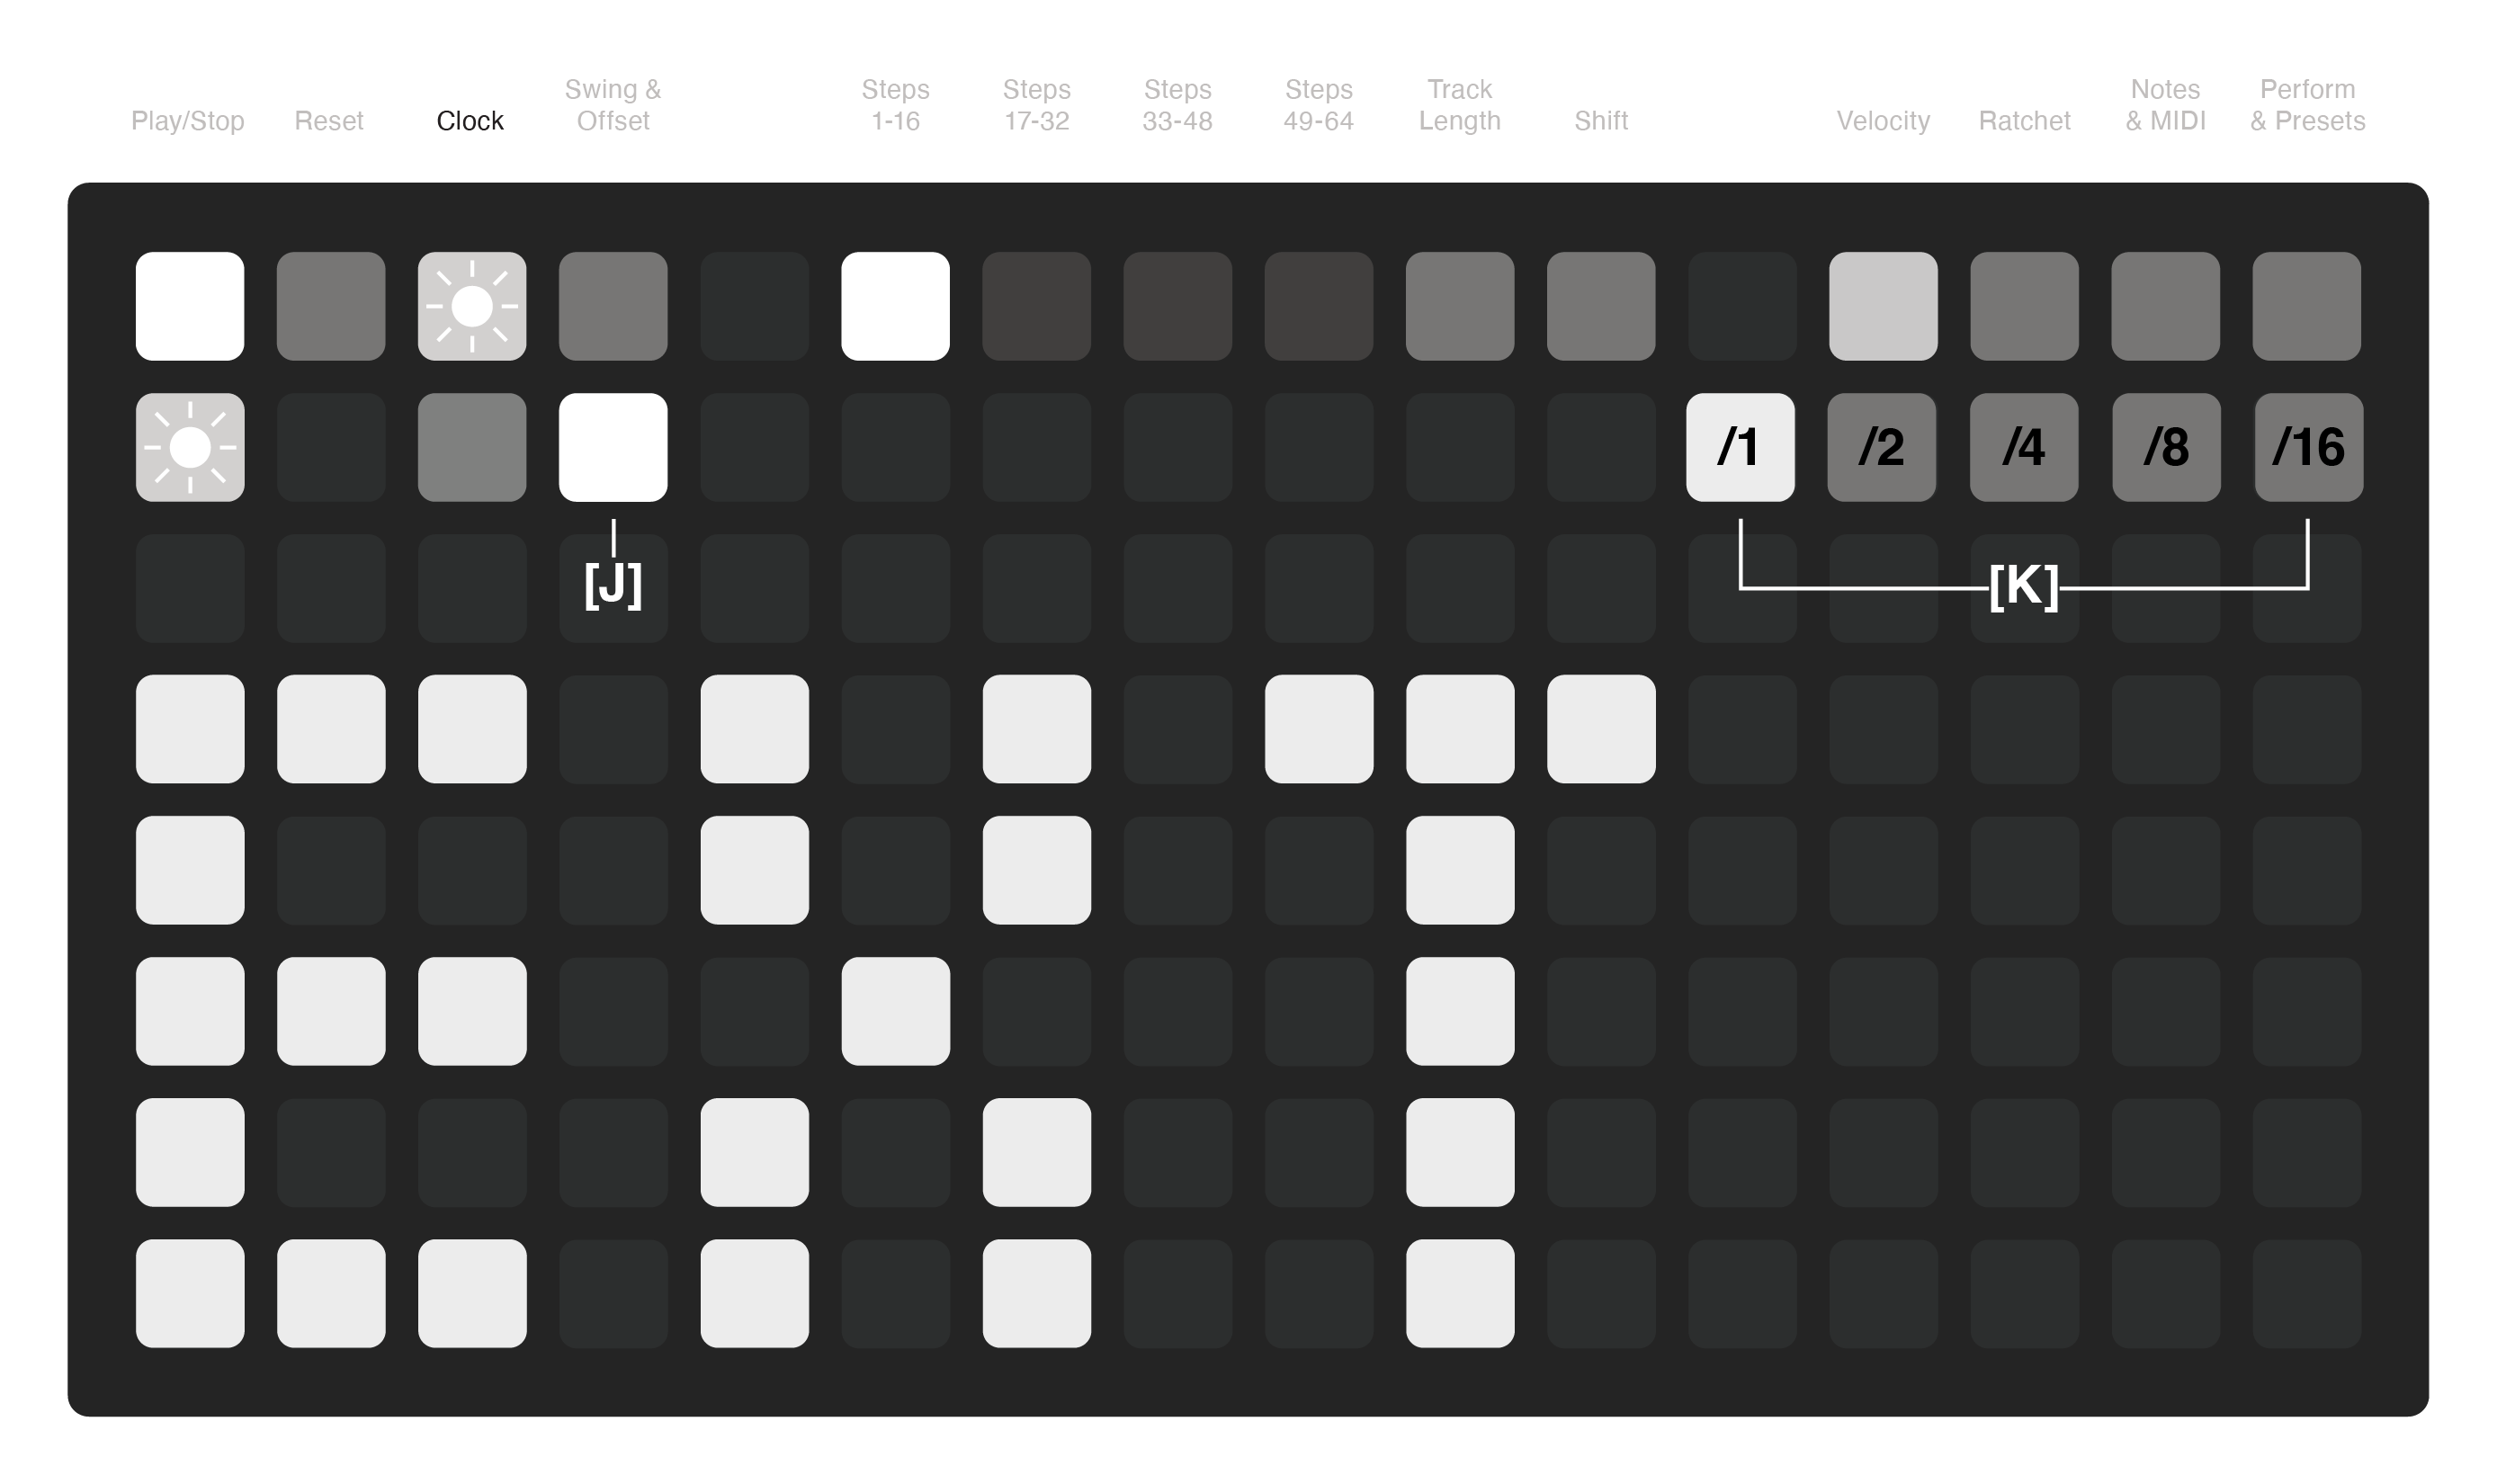 Play/Stop
Reset
Clock
Swing &
Offset
Steps
1-16
Steps
17-32
Steps
33-48
Steps
49-64
Track
Length
Shift
Velocity
Ratchet
Notes
& MIDI
Perform
& Presets
/1 /2 /4 /8 /16
[J] [K]
EXT